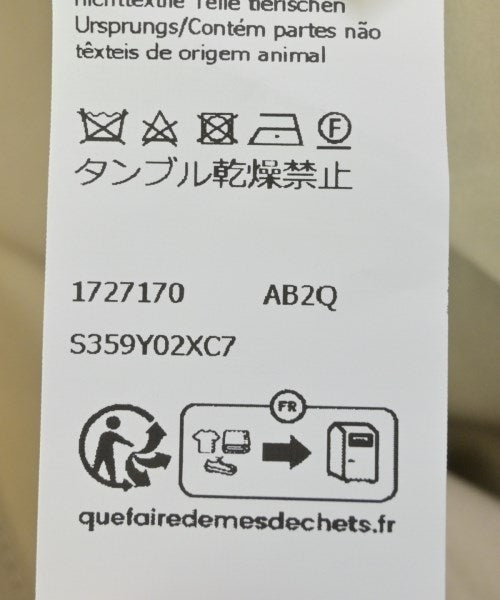 nichttextile Teile tierischen
Ursprungs/Contém partes não
têxteis de origem animal
F
タンブル乾燥禁止
1727170 AB2Q
S359Y02XC7
FR
quefairedemesdechets.fr